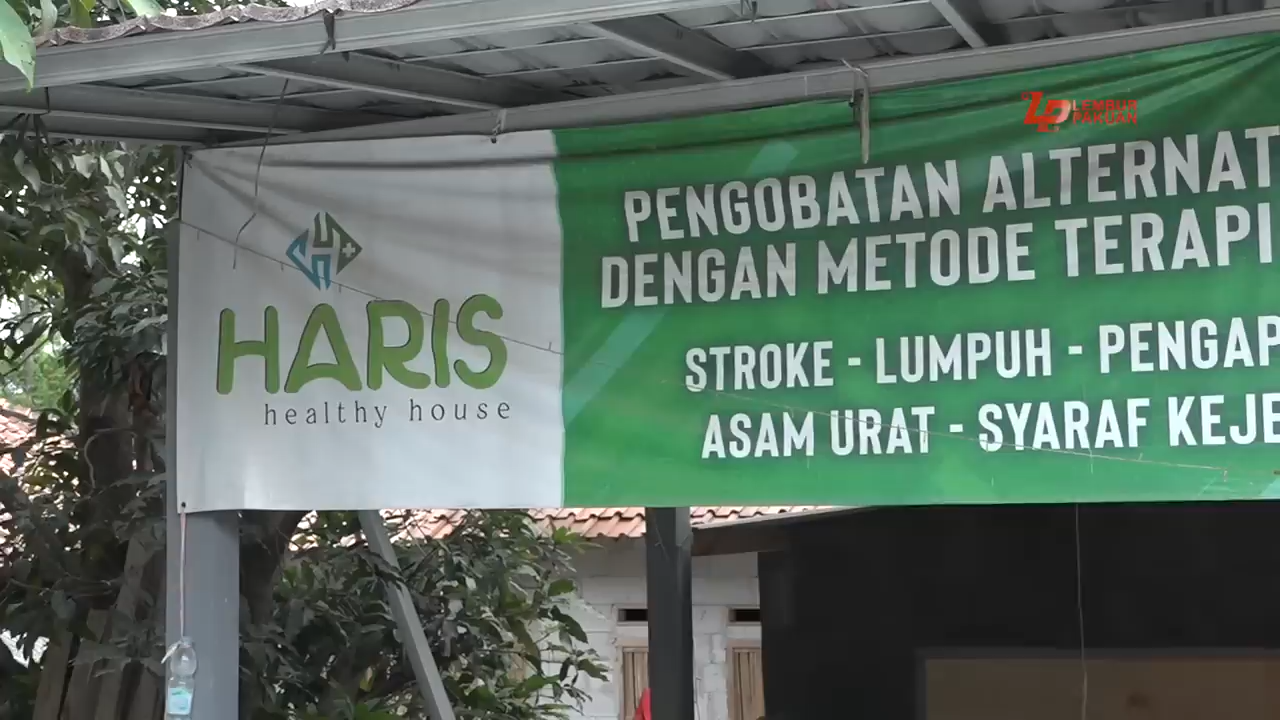 LEMBUR
PAKUAN
HARIS
healthy house
PENGOBATAN ALTERNAT
DENGAN METODE TERAPI
STROKE - LUMPUH - PENGAP
ASAM URAT - SYARAF KEJE